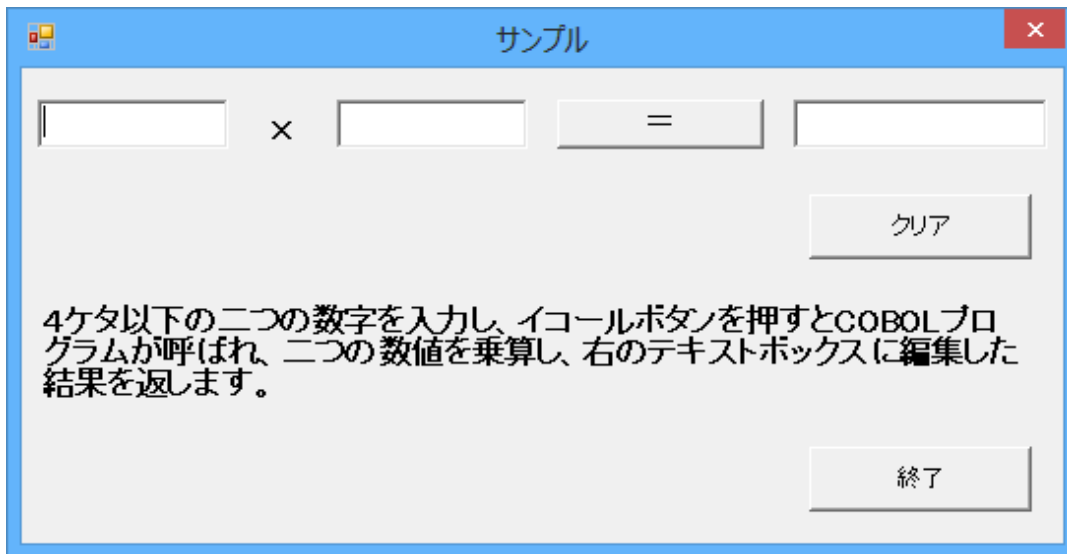 サンプル
×
＝
クリア
4ケタ以下の二つの数字を入力し、イコールボタンを押すとCOBOLプロ
グラムが呼ばれ、二つの数値を乗算し、右のテキストボックスに編集した
結果を返します。
終了